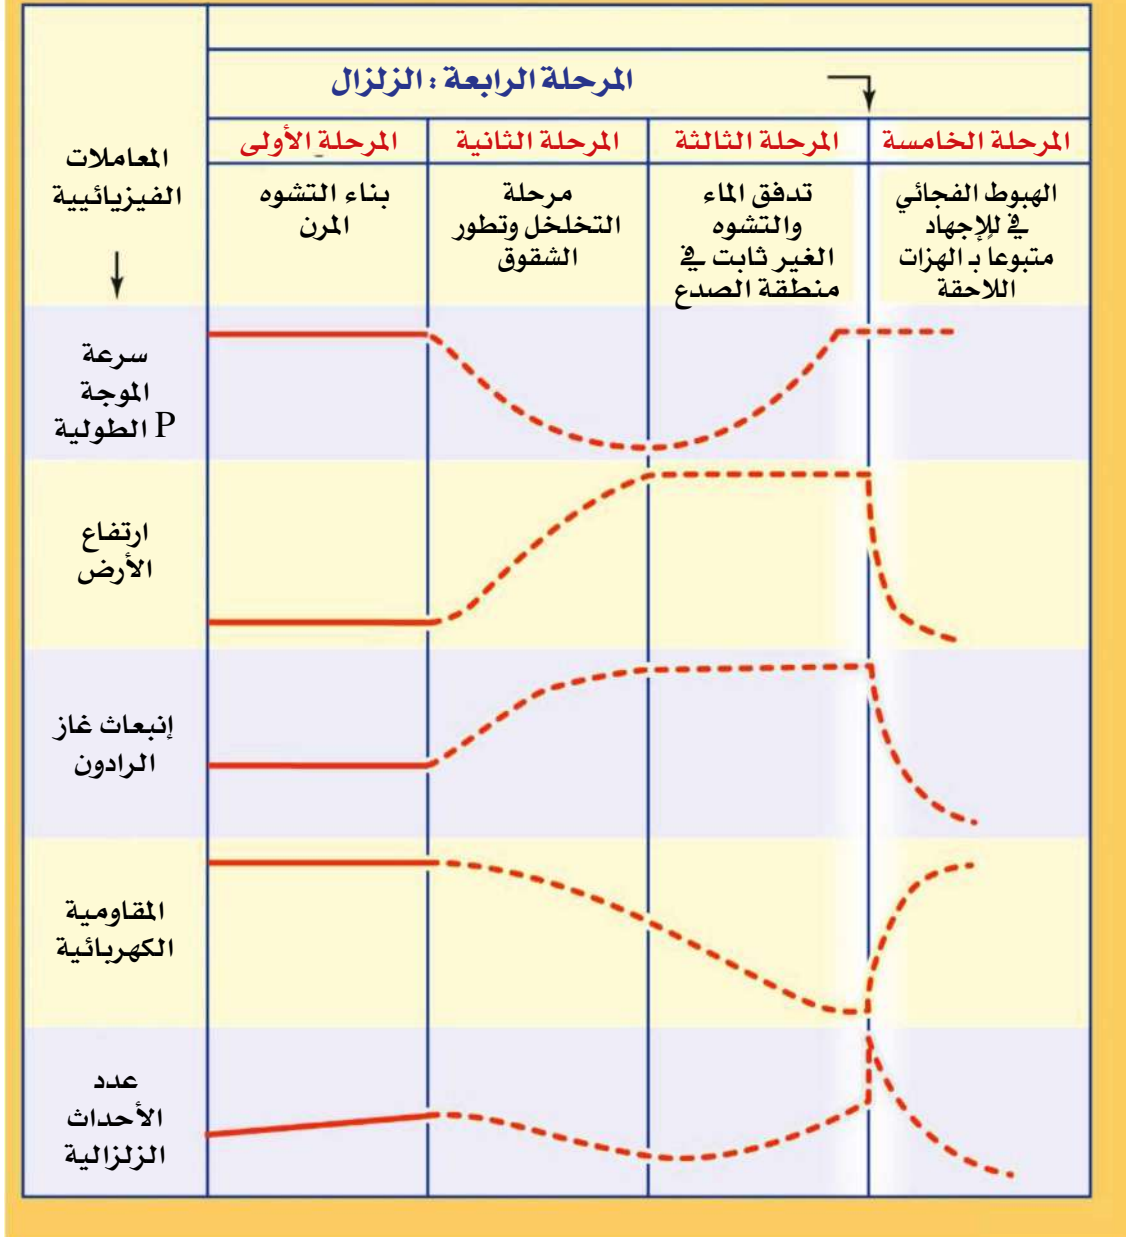 المرحلة الرابعة : الزلزال
المعاملات
الفيزيائيية
المرحلة الأولى
المرحلة الثانية
المرحلة الثالثة
المرحلة الخامسة
بناء التشوه
المرن
مرحلة
التخلخل وتطور
الشقوق
تدفق الماء
والتشوه
الغير ثابت في
منطقة الصدع
الهبوط الفجائي
في للإجهاد
متبوعاً بـ الهزات
اللاحقة
سرعة
الموجة
الطولية P
ارتفاع
الأرض
إنبعاث غاز
الرادون
المقاومية
الكهربائية
عدد
الأحداث
الزلزالية